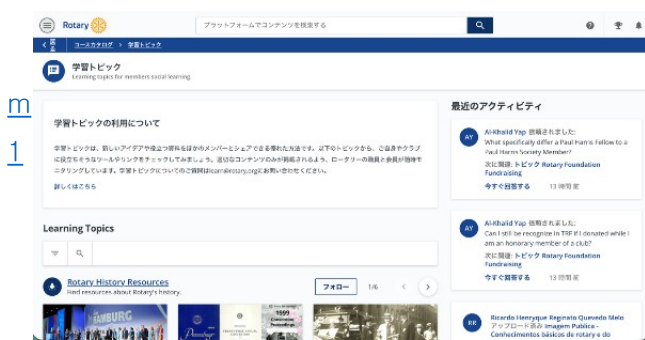 Rotary
プラットフォームでコンテンツを検索する
コースカタログ > 学習トピック
学習トピック
Learning topics for members social learning.
m
1
学習トピックの利用について
学習トピックは、新しいアイデアや役立つ資料をほかのメンバーとシェアできる優れた方法です。以下のトピックから、ご自身やクラブ
に役立ちそうなツールやリンクをチェックしてみましょう。適切なコンテンツのみが掲載されるよう、ロータリーの職員と会員が随時モ
ニタリングしています。学習トピックについてのご質問はlearn@rotary.orgにお問い合わせください。
詳しくはこちら
Learning Topics
Rotary History Resources
Find resources about Rotary's history.
フォロー
1/6
HAMBURG
Proceedings
1999
Convention
Proceedings
最近のアクティビティ
AY
Al-Khalid Yap 依頼されました:
What specifically differ a Paul Harris Fellow to a
Paul Harris Society Member?
次に関連: トピック Rotary Foundation
Fundraising
今すぐ回答する 13 時間 前
AY
Al-Khalid Yap 依頼されました:
Can I still be recognize in TRF if I donated while I
am an honorary member of a club?
次に関連: トピック Rotary Foundation
Fundraising
今すぐ回答する 13 時間 前
RR
Ricardo Henryque Reginato Quevedo Melo
アップロード済み Imagem Publica -
Conhecimentos básicos de rotary e do